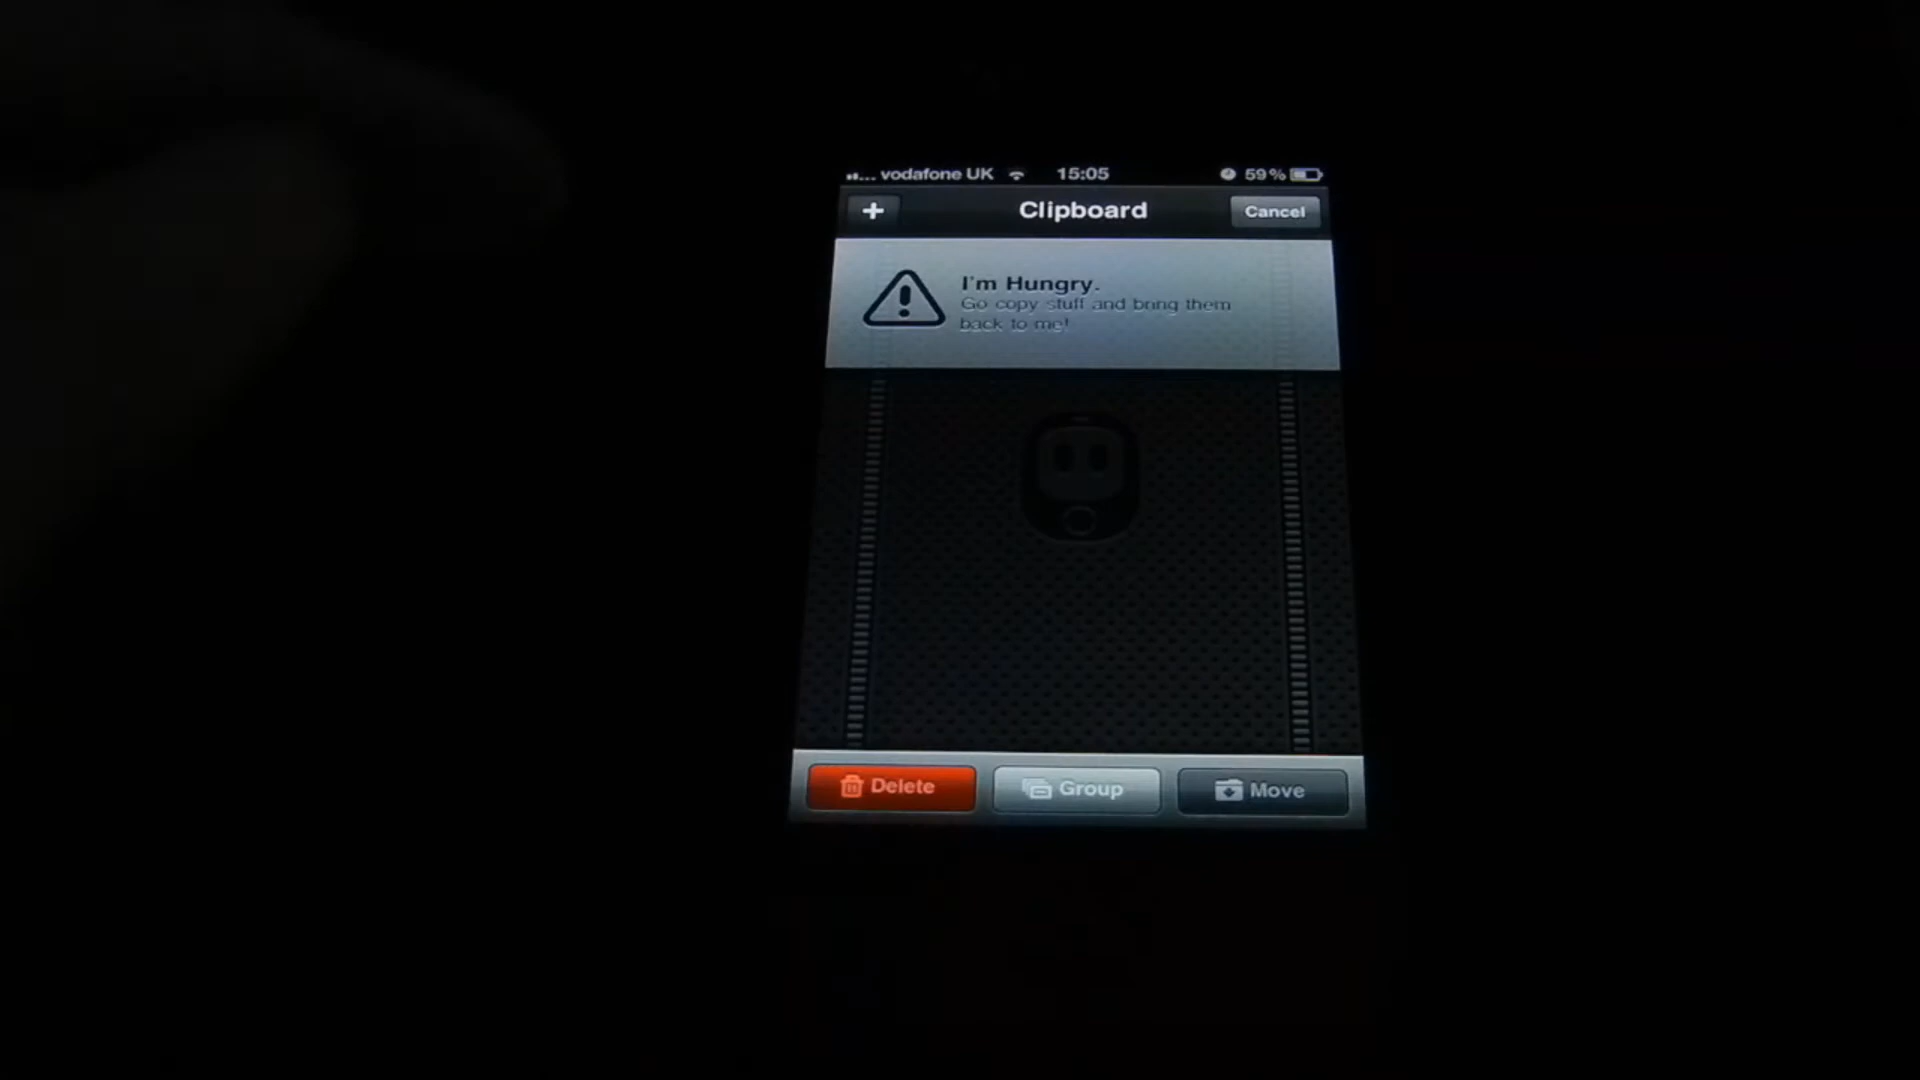 vodafone UK 15:05 59%
+ Clipboard Cancel
I'm Hungry.
Go copy stuff and bring them
back to me!
Delete Group Move